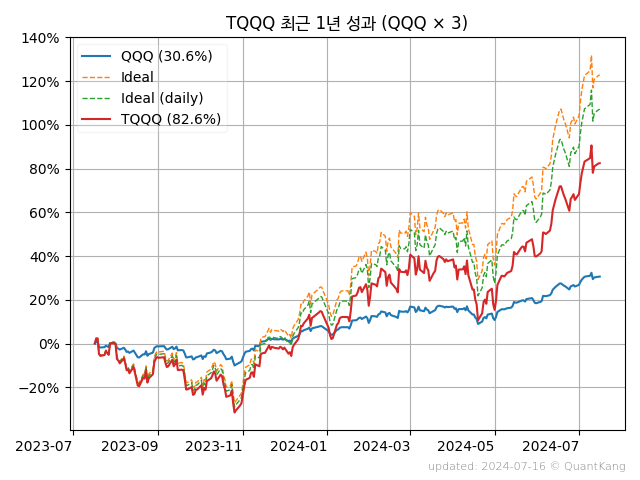 TQQQ 최근 1년 성과 (QQQ × 3)
140%
120%
100%
80%
60%
40%
20%
0%
−20%
QQQ (30.6%)
Ideal
Ideal (daily)
TQQQ (82.6%)
2023-07
2023-09
2023-11
2024-01
2024-03
2024-05
2024-07
updated: 2024-07-16 © QuantKang